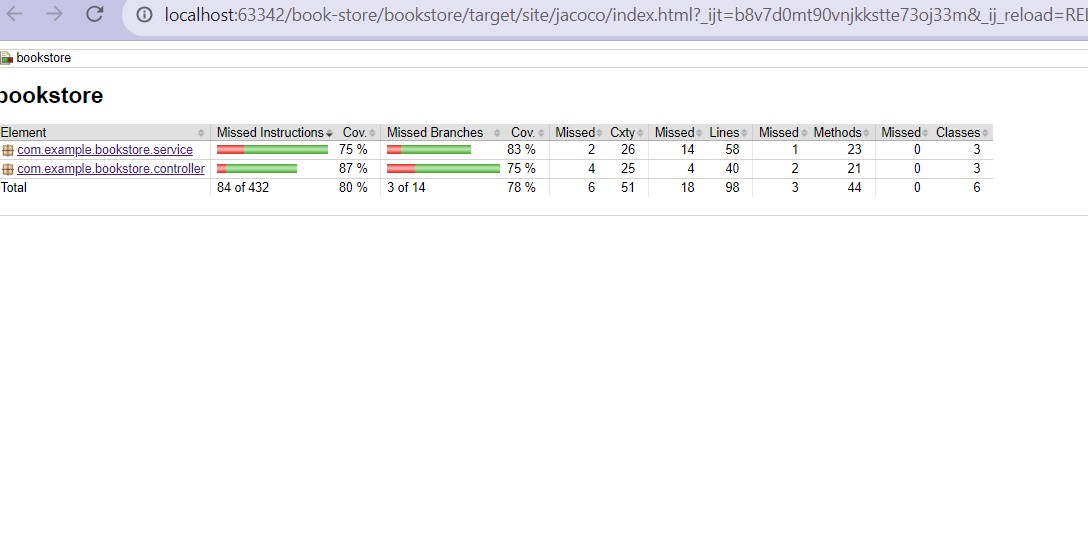 localhost:63342/book-store/bookstore/target/site/jacoco/index.html?_ijt=b8v7d0mt90vnjkkstte73oj33m&_ij_reload=REL
bookstore
bookstore
Element Missed Instructions Cov. Missed Branches Cov. Missed Cxty Missed Lines Missed Methods Missed Classes
com.example.bookstore.service 75 % 83 % 2 26 14 58 1 23 0 3
com.example.bookstore.controller 87 % 75 % 4 25 4 40 2 21 0 3
Total 84 of 432 80 % 3 of 14 78 % 6 51 18 98 3 44 0 6